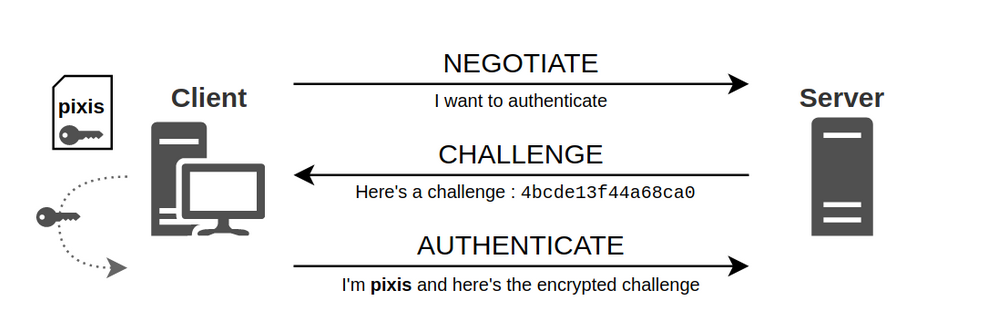 NEGOTIATE
pixis
Client
I want to authenticate
Server
CHALLENGE
Here's a challenge : 4bcde13f44a68ca0
AUTHENTICATE
I'm pixis and here's the encrypted challenge